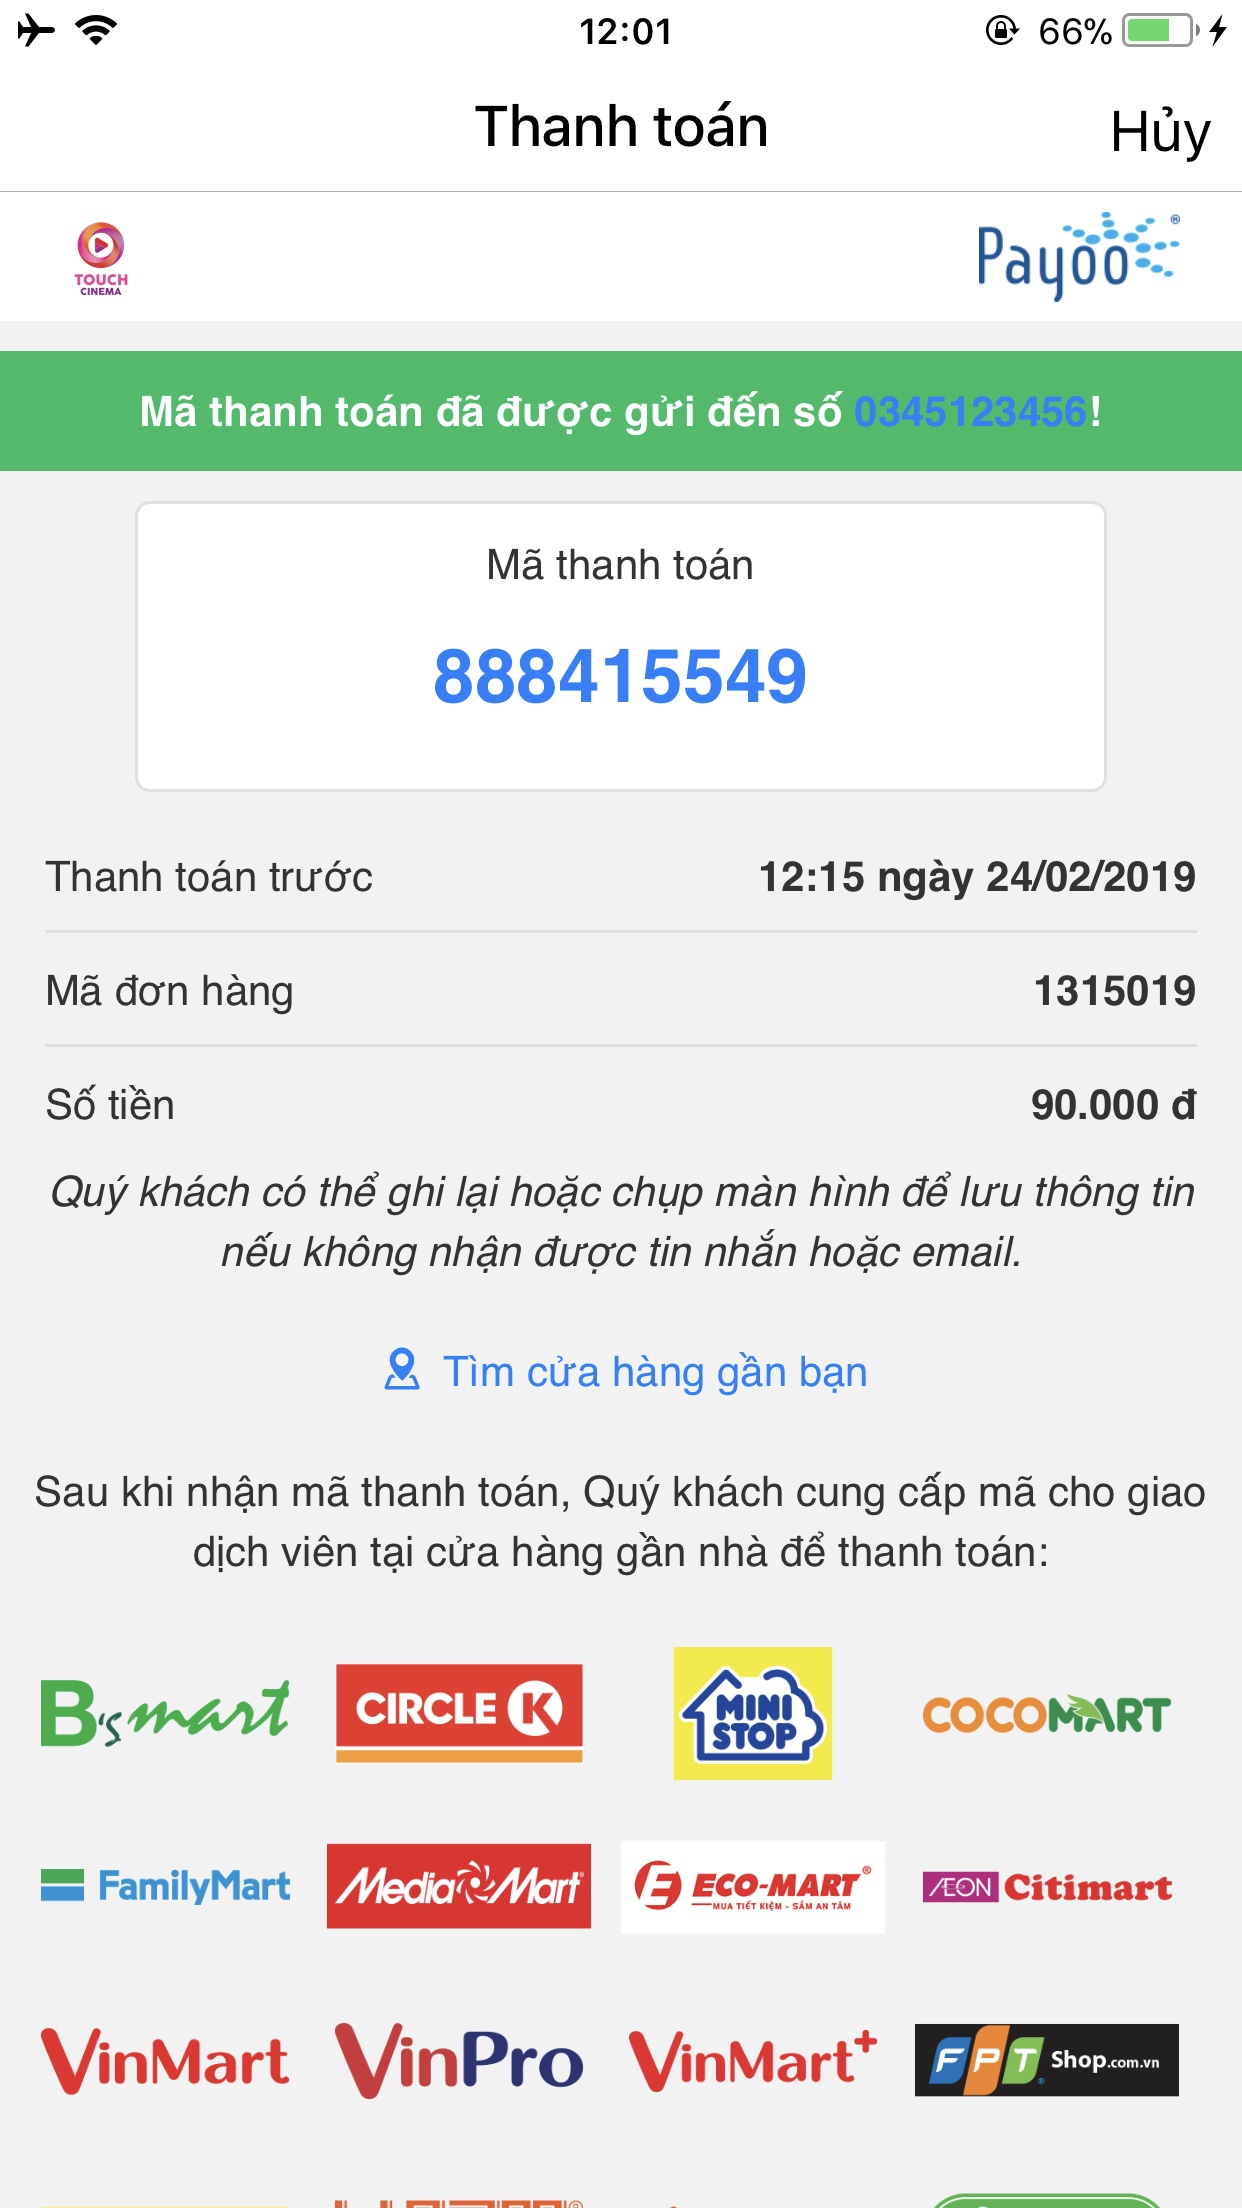 12:01
66%
Thanh toán
Hủy
TOUCH
CINEMA
Payoo®
Mã thanh toán đã được gửi đến số 0345123456!
Mã thanh toán
888415549
Thanh toán trước 12:15 ngày 24/02/2019
Mã đơn hàng 1315019
Số tiền 90.000 đ
Quý khách có thể ghi lại hoặc chụp màn hình để lưu thông tin
nếu không nhận được tin nhắn hoặc email.
Tìm cửa hàng gần bạn
Sau khi nhận mã thanh toán, Quý khách cung cấp mã cho giao
dịch viên tại cửa hàng gần nhà để thanh toán:
B's mart
CIRCLE K
MINI
STOP
COCOMART
FamilyMart
MediaMart
ECO-MART®
MUA TIẾT KIỆM - SẮM AN TÂM
ÆON Citimart
VinMart
VinPro
VinMart+
FPT® Shop.com.vn